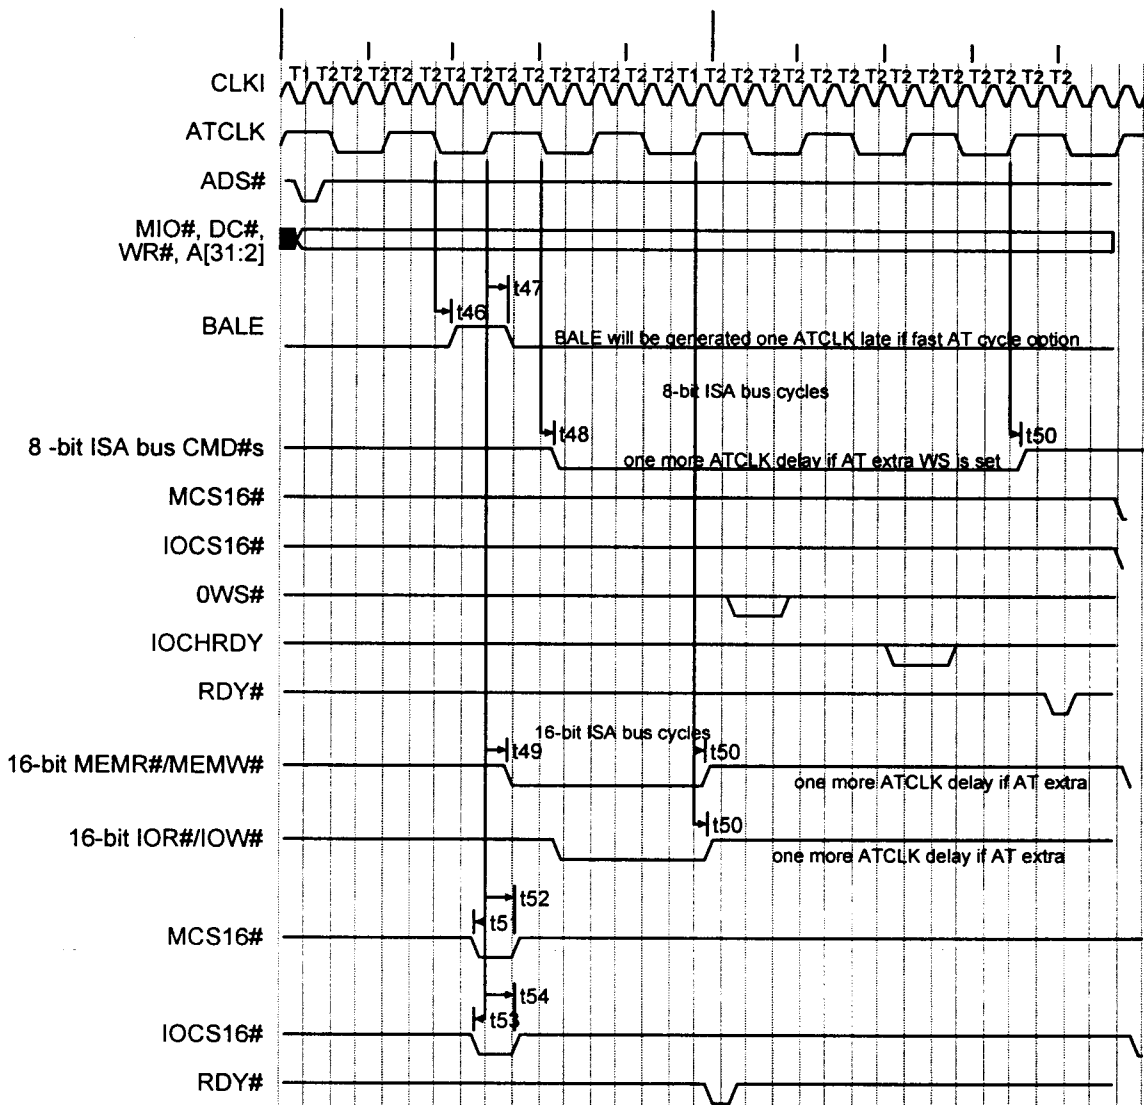 T1 T2 T2 T2 T2 T2 T2 T2 T2 T2 T2 T2 T2 T2 T1 T2 T2 T2 T2 T2 T2 T2 T2 T2 T2 T2 T2
CLKI
ATCLK
ADS#
MIO#, DC#,
WR#, A[31:2]
t47
t46
BALE
BALE will be generated one ATCLK late if fast AT cycle option
8-bit ISA bus cycles
t48
t50
8 -bit ISA bus CMD#s
one more ATCLK delay if AT extra WS is set
MCS16#
IOCS16#
0WS#
IOCHRDY
RDY#
16-bit ISA bus cycles
t49
t50
16-bit MEMR#/MEMW#
one more ATCLK delay if AT extra
t50
16-bit IOR#/IOW#
one more ATCLK delay if AT extra
t52
t51
MCS16#
t54
t53
IOCS16#
RDY#